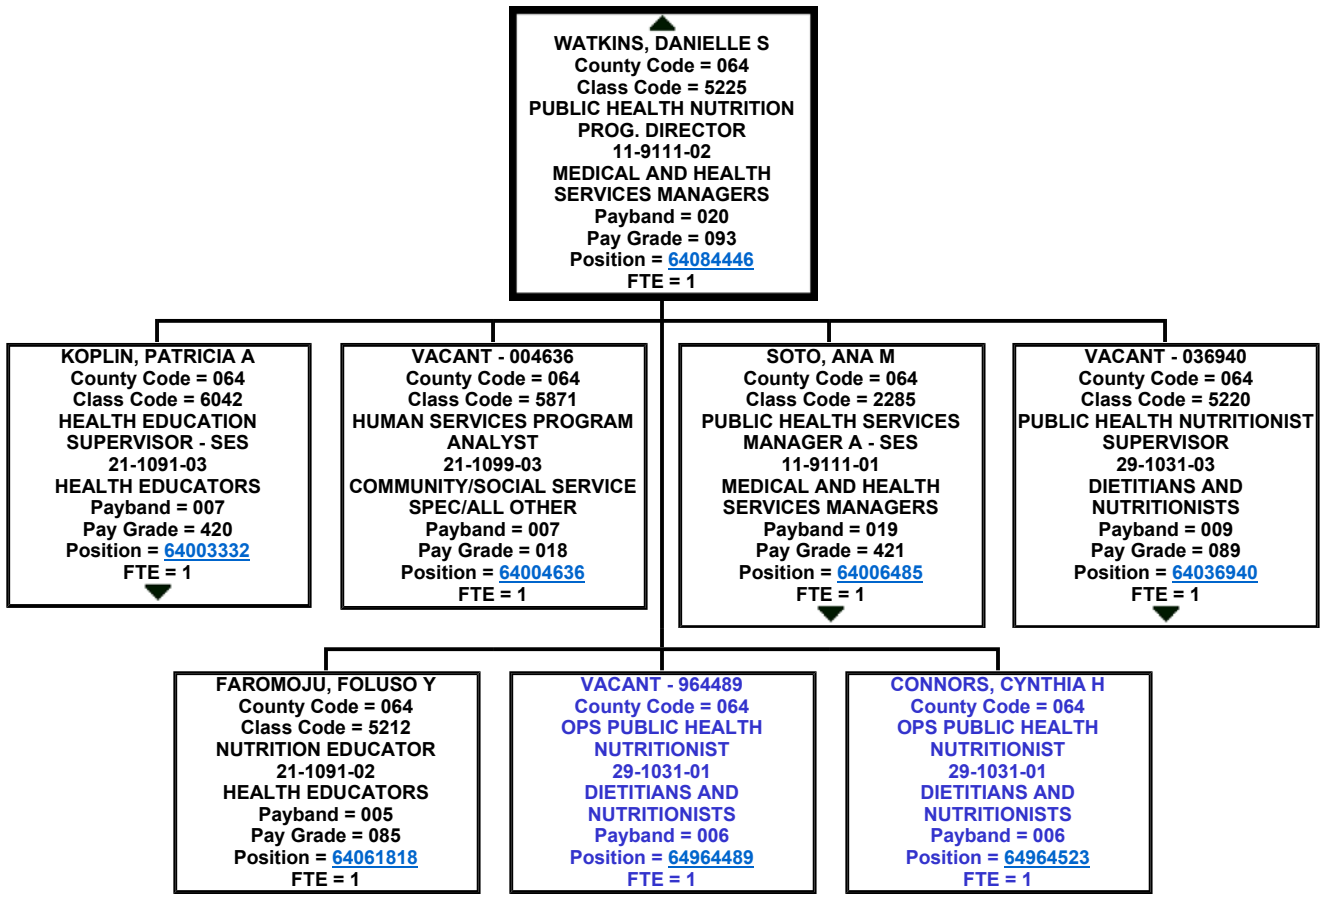 WATKINS, DANIELLE S
County Code = 064
Class Code = 5225
PUBLIC HEALTH NUTRITION
PROG. DIRECTOR
11-9111-02
MEDICAL AND HEALTH
SERVICES MANAGERS
Payband = 020
Pay Grade = 093
Position = 64084446
FTE = 1
KOPLIN, PATRICIA A
County Code = 064
Class Code = 6042
HEALTH EDUCATION
SUPERVISOR - SES
21-1091-03
HEALTH EDUCATORS
Payband = 007
Pay Grade = 420
Position = 64003332
FTE = 1
VACANT - 004636
County Code = 064
Class Code = 5871
HUMAN SERVICES PROGRAM
ANALYST
21-1099-03
COMMUNITY/SOCIAL SERVICE
SPEC/ALL OTHER
Payband = 007
Pay Grade = 018
Position = 64004636
FTE = 1
SOTO, ANA M
County Code = 064
Class Code = 2285
PUBLIC HEALTH SERVICES
MANAGER A - SES
11-9111-01
MEDICAL AND HEALTH
SERVICES MANAGERS
Payband = 019
Pay Grade = 421
Position = 64006485
FTE = 1
VACANT - 036940
County Code = 064
Class Code = 5220
PUBLIC HEALTH NUTRITIONIST
SUPERVISOR
29-1031-03
DIETITIANS AND
NUTRITIONISTS
Payband = 009
Pay Grade = 089
Position = 64036940
FTE = 1
FAROMOJU, FOLUSO Y
County Code = 064
Class Code = 5212
NUTRITION EDUCATOR
21-1091-02
HEALTH EDUCATORS
Payband = 005
Pay Grade = 085
Position = 64061818
FTE = 1
VACANT - 964489
County Code = 064
OPS PUBLIC HEALTH
NUTRITIONIST
29-1031-01
DIETITIANS AND
NUTRITIONISTS
Payband = 006
Position = 64964489
FTE = 1
CONNORS, CYNTHIA H
County Code = 064
OPS PUBLIC HEALTH
NUTRITIONIST
29-1031-01
DIETITIANS AND
NUTRITIONISTS
Payband = 006
Position = 64964523
FTE = 1